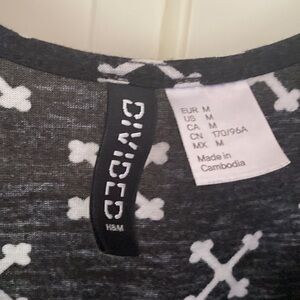 DIVIDED
H&M
EUR M
US M
CA M
CN 170/96A
MX M
Made in
Cambodia